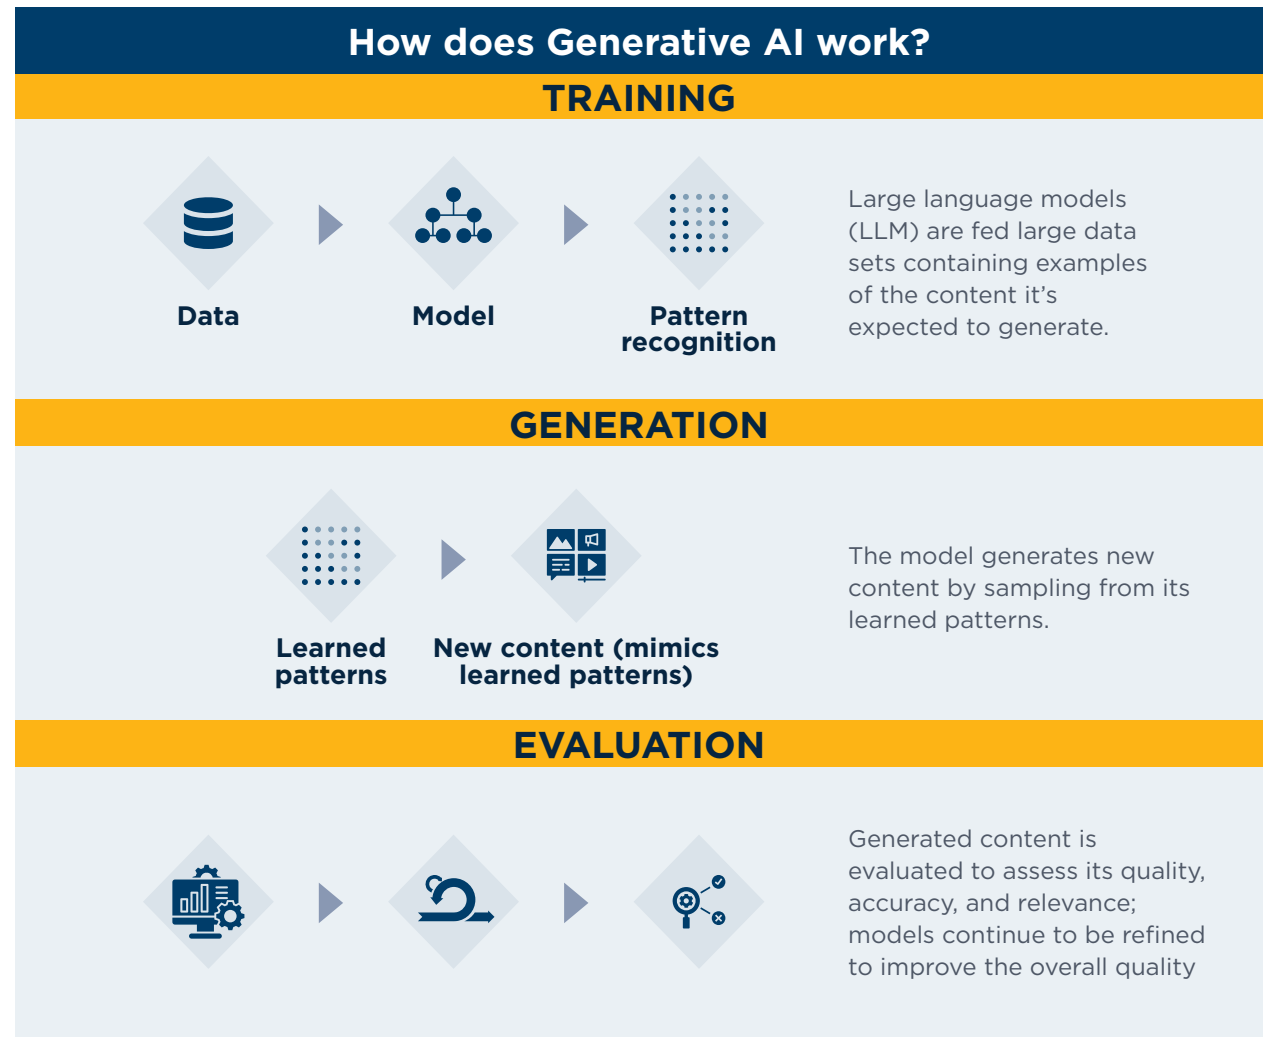 How does Generative AI work?
TRAINING
Data
Model
Pattern
recognition
Large language models
(LLM) are fed large data
sets containing examples
of the content it’s
expected to generate.
GENERATION
Learned
patterns
New content (mimics
learned patterns)
The model generates new
content by sampling from its
learned patterns.
EVALUATION
Generated content is
evaluated to assess its quality,
accuracy, and relevance;
models continue to be refined
to improve the overall quality